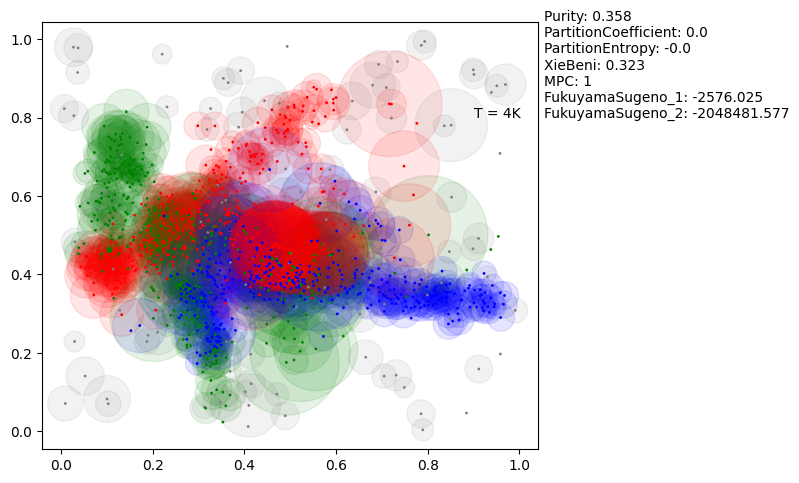 Purity: 0.358
PartitionCoefficient: 0.0
PartitionEntropy: -0.0
XieBeni: 0.323
MPC: 1
FukuyamaSugeno_1: -2576.025
FukuyamaSugeno_2: -2048481.577
T = 4K
1.0
0.8
0.6
0.4
0.2
0.0
0.0 0.2 0.4 0.6 0.8 1.0